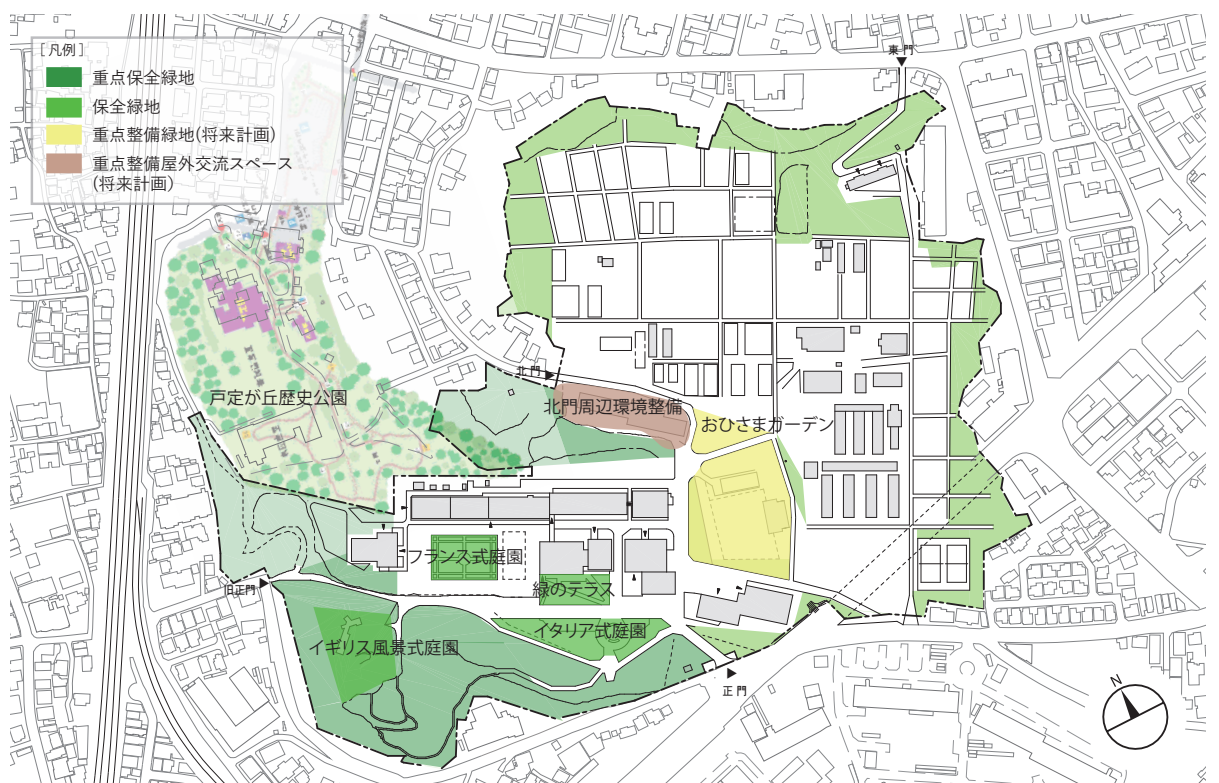 [凡例]
重点保全緑地
保全緑地
重点整備緑地(将来計画)
重点整備屋外交流スペース
(将来計画)
東門
北門
戸定が丘歴史公園
北門周辺環境整備
おひさまガーデン
フランス式庭園
旧正門
緑のテラス
イタリア式庭園
イギリス風景式庭園
正門
N